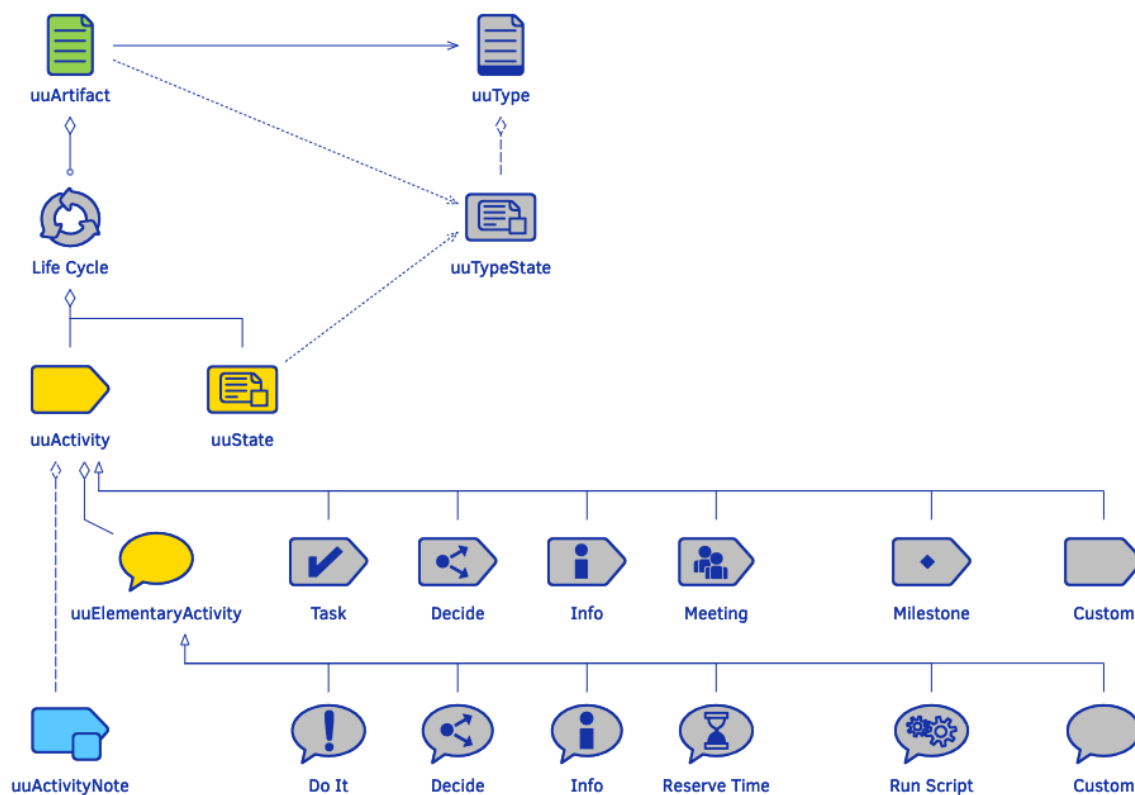 uuArtifact
uuType
Life Cycle
uuTypeState
uuActivity
uuState
uuElementaryActivity
Task
Decide
Info
Meeting
Milestone
Custom
uuActivityNote
Do It
Decide
Info
Reserve Time
Run Script
Custom